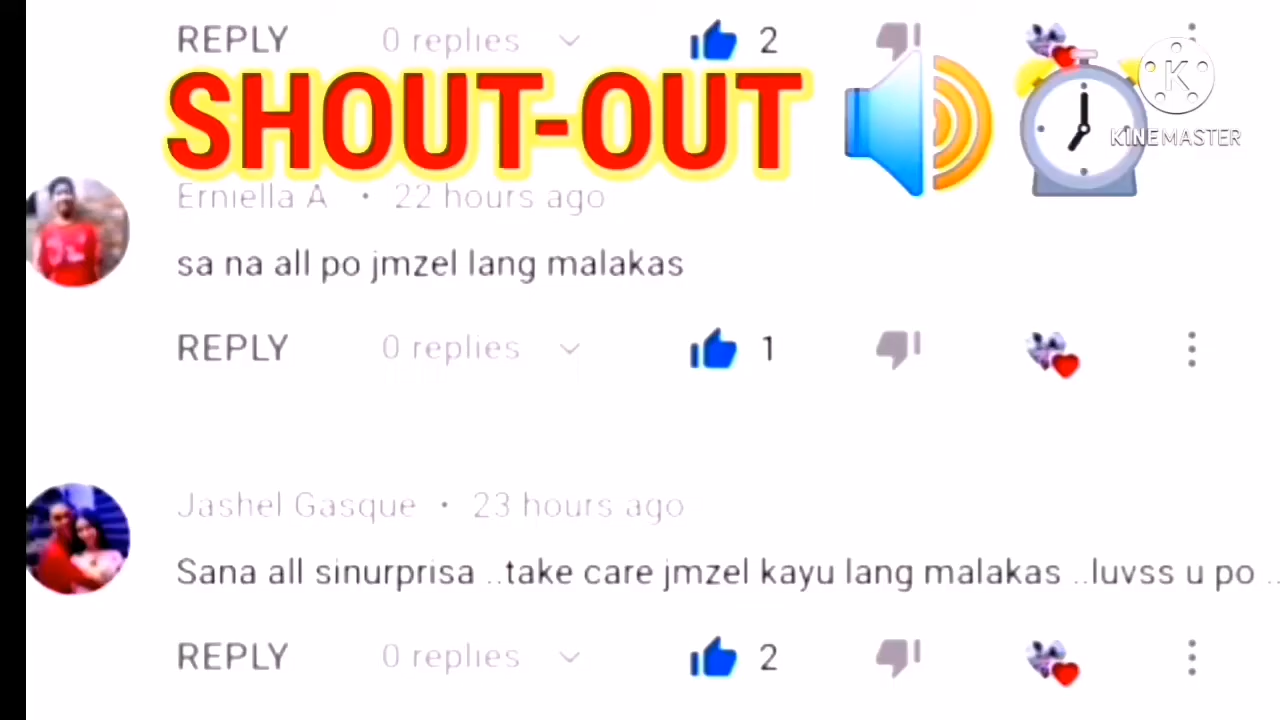 REPLY 0 replies 2
SHOUT-OUT
K
KINEMASTER
Erniella A • 22 hours ago
sa na all po jmzel lang malakas
REPLY 0 replies 1
Jashel Gasque • 23 hours ago
Sana all sinurprisa ..take care jmzel kayu lang malakas ..luvss u po ..
REPLY 0 replies 2